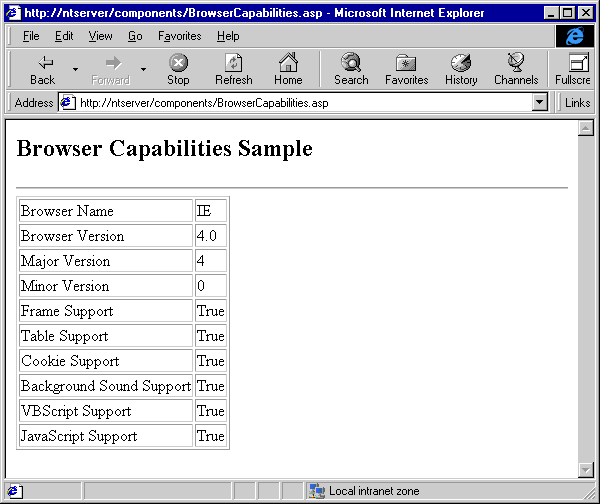 http://ntserver/components/BrowserCapabilities.asp - Microsoft Internet Explorer
File Edit View Go Favorites Help
Back Forward Stop Refresh Home Search Favorites History Channels Fullscre
Address http://ntserver/components/BrowserCapabilities.asp Links
Browser Capabilities Sample
Browser Name IE
Browser Version 4.0
Major Version 4
Minor Version 0
Frame Support True
Table Support True
Cookie Support True
Background Sound Support True
VBScript Support True
JavaScript Support True
Local intranet zone